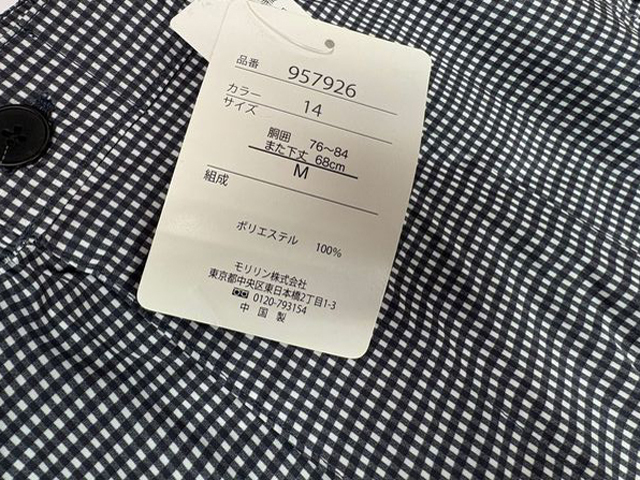 品番 957926
カラー 14
サイズ
胴囲 76～84
また下丈 68cm
M
組成
ポリエステル 100%
モリリン株式会社
東京都中央区東日本橋2丁目1-3
0120-793154
中国製